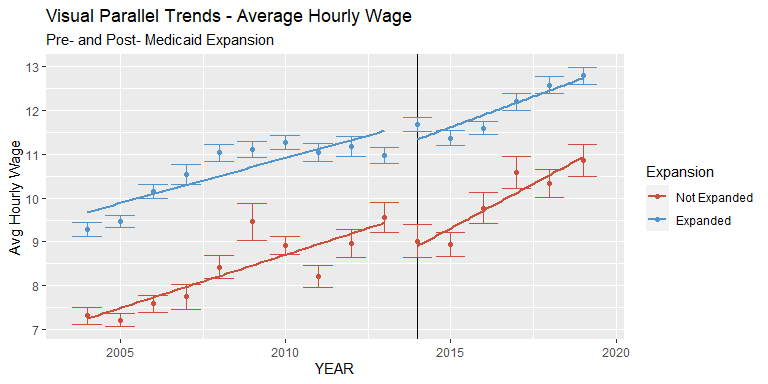 Visual Parallel Trends - Average Hourly Wage
Pre- and Post- Medicaid Expansion
13
12
11
10
9
8
7
Avg Hourly Wage
2005
2010
2015
2020
YEAR
Expansion
Not Expanded
Expanded